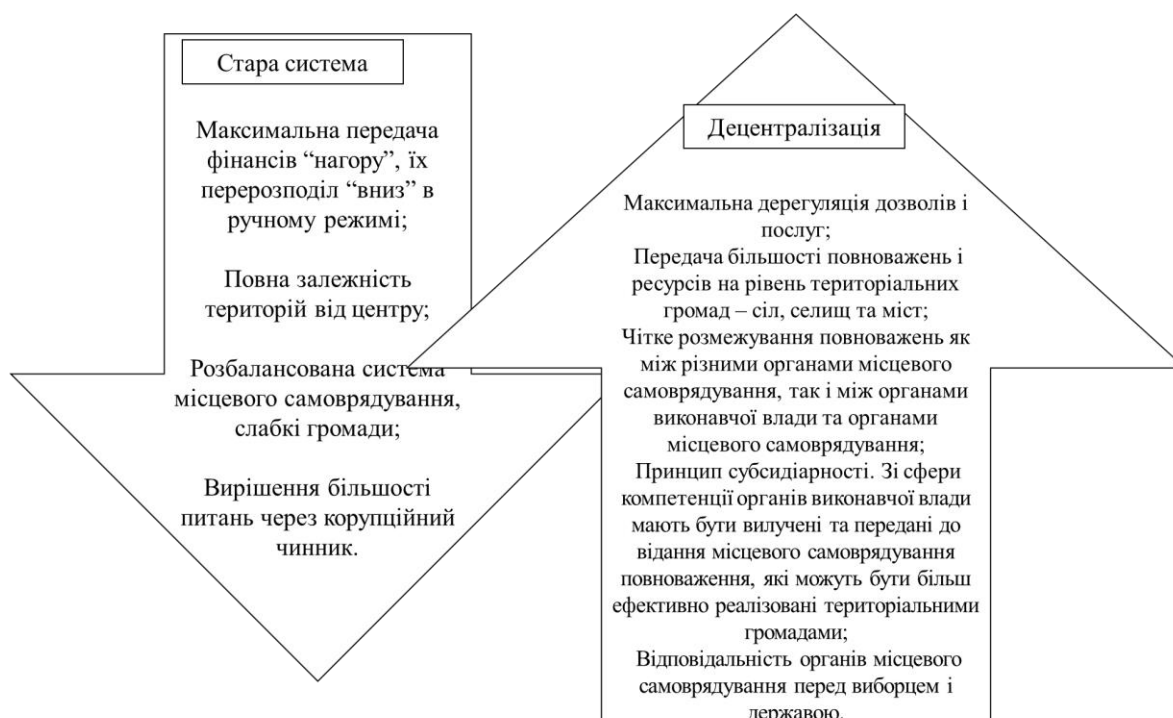 Стара система
Максимальна передача
фінансів “нагору”, їх
перерозподіл “вниз” в
ручному режимі;
Повна залежність
територій від центру;
Розбалансована система
місцевого самоврядування,
слабкі громади;
Вирішення більшості
питань через корупційний
чинник.
Децентралізація
Максимальна дерегуляція дозволів і
послуг;
Передача більшості повноважень і
ресурсів на рівень територіальних
громад – сіл, селищ та міст;
Чітке розмежування повноважень як
між різними органами місцевого
самоврядування, так і між органами
виконавчої влади та органами
місцевого самоврядування;
Принцип субсидіарності. Зі сфери
компетенції органів виконавчої влади
мають бути вилучені та передані до
відання місцевого самоврядування
повноваження, які можуть бути більш
ефективно реалізовані територіальними
громадами;
Відповідальність органів місцевого
самоврядування перед виборцем і
державою.